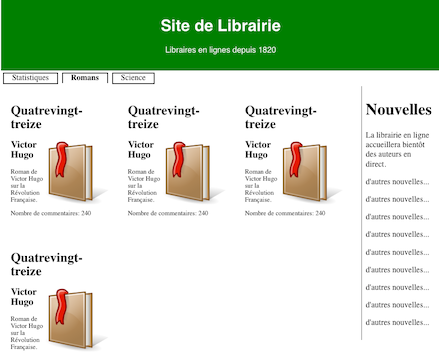 Site de Librairie
Libraires en lignes depuis 1820
Statistiques
Romans
Science
Quatrevingt-
treize
Victor
Hugo
Roman de
Victor Hugo
sur la
Révolution
Française.
Nombre de commentaires: 240
Quatrevingt-
treize
Victor
Hugo
Roman de
Victor Hugo
sur la
Révolution
Française.
Nombre de commentaires: 240
Quatrevingt-
treize
Victor
Hugo
Roman de
Victor Hugo
sur la
Révolution
Française.
Nombre de commentaires: 240
Quatrevingt-
treize
Victor
Hugo
Roman de
Victor Hugo
sur la
Révolution
Française.
Nouvelles
La librairie en ligne
accueillera bientôt
des auteurs en
direct.
d'autres nouvelles...
d'autres nouvelles...
d'autres nouvelles...
d'autres nouvelles...
d'autres nouvelles...
d'autres nouvelles...
d'autres nouvelles...
d'autres nouvelles...
d'autres nouvelles...